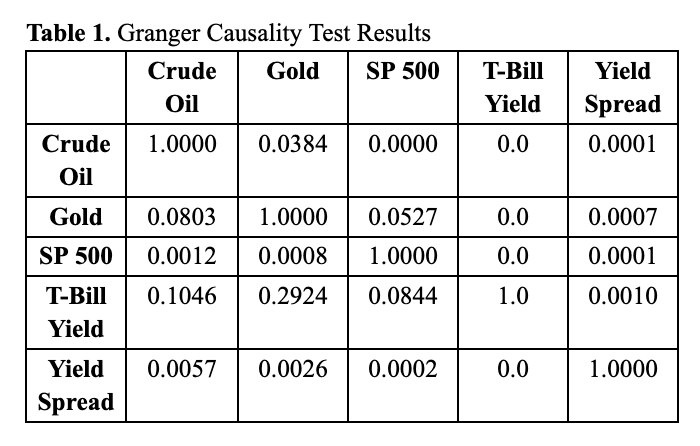 Table 1. Granger Causality Test Results
Crude Oil Gold SP 500 T-Bill Yield Yield Spread
Crude Oil 1.0000 0.0384 0.0000 0.0 0.0001
Gold 0.0803 1.0000 0.0527 0.0 0.0007
SP 500 0.0012 0.0008 1.0000 0.0 0.0001
T-Bill Yield 0.1046 0.2924 0.0844 1.0 0.0010
Yield Spread 0.0057 0.0026 0.0002 0.0 1.0000